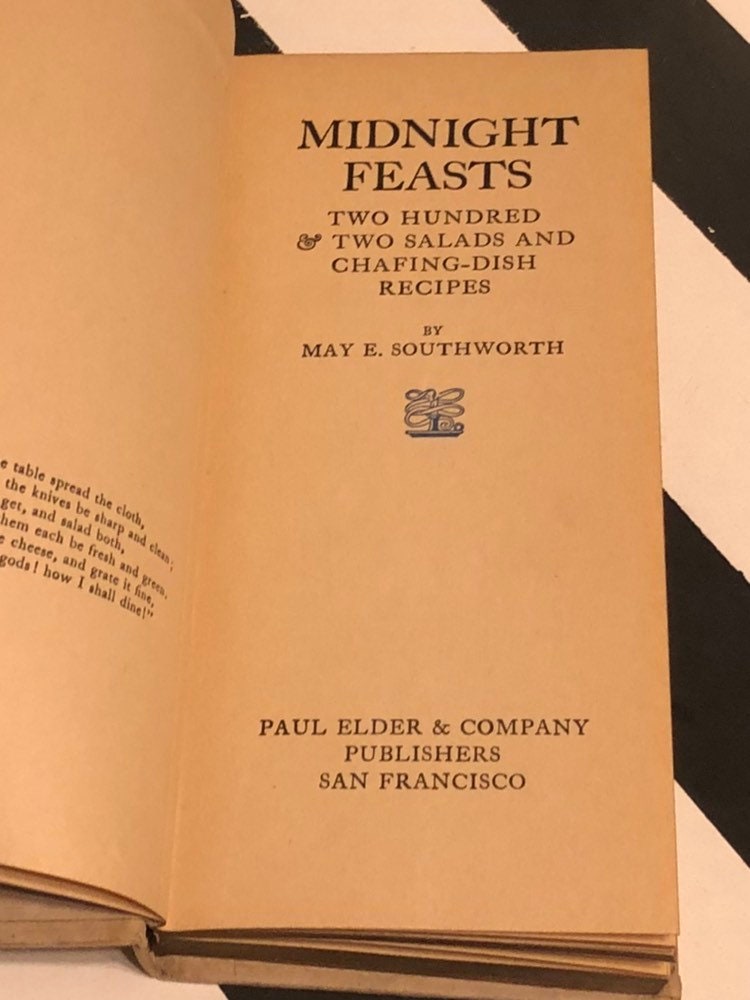 table spread the cloth,
the knives be sharp and clean;
get, and salad both,
each be fresh and green.
cheese, and grate it fine,
gods! how I shall dine!"
MIDNIGHT
FEASTS
TWO HUNDRED
& TWO SALADS AND
CHAFING-DISH
RECIPES
BY
MAY E. SOUTHWORTH
PAUL ELDER & COMPANY
PUBLISHERS
SAN FRANCISCO